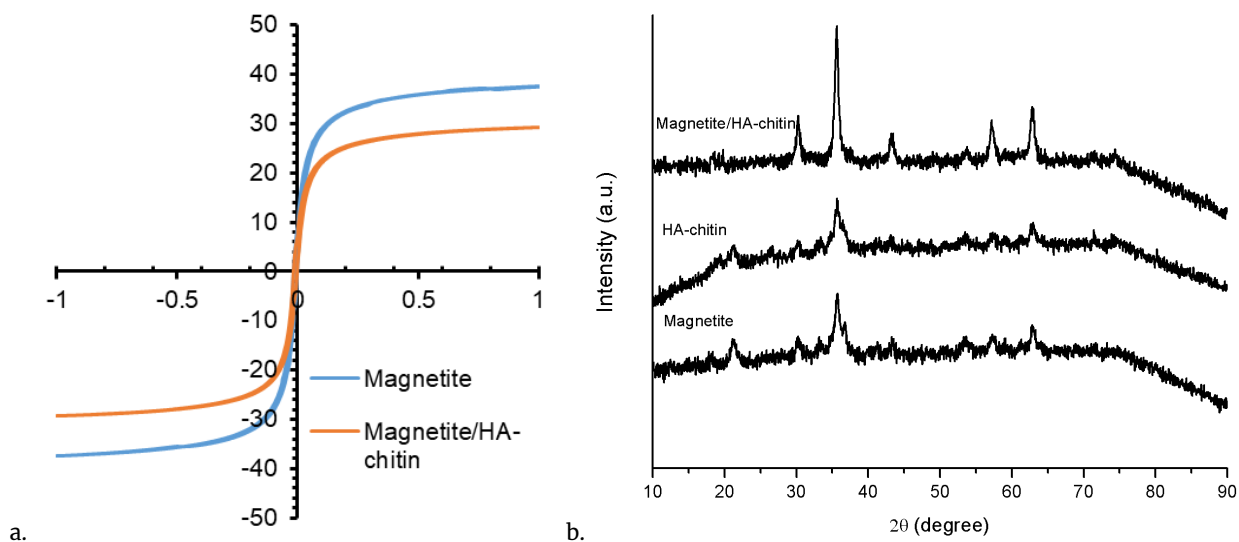 50
40
30
20
10
0
-1 -0.5 0 0.5 1
-10
-20
-30
-40
-50
Magnetite
Magnetite/HA-
chitin
a.
Magnetite/HA-chitin
HA-chitin
Magnetite
Intensity (a.u.)
10 20 30 40 50 60 70 80 90
2θ (degree)
b.